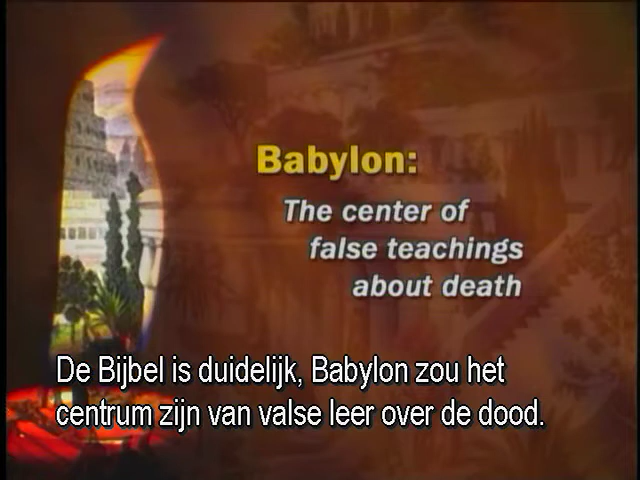 Babylon:
The center of
false teachings
about death
De Bijbel is duidelijk, Babylon zou het
centrum zijn van valse leer over de dood.